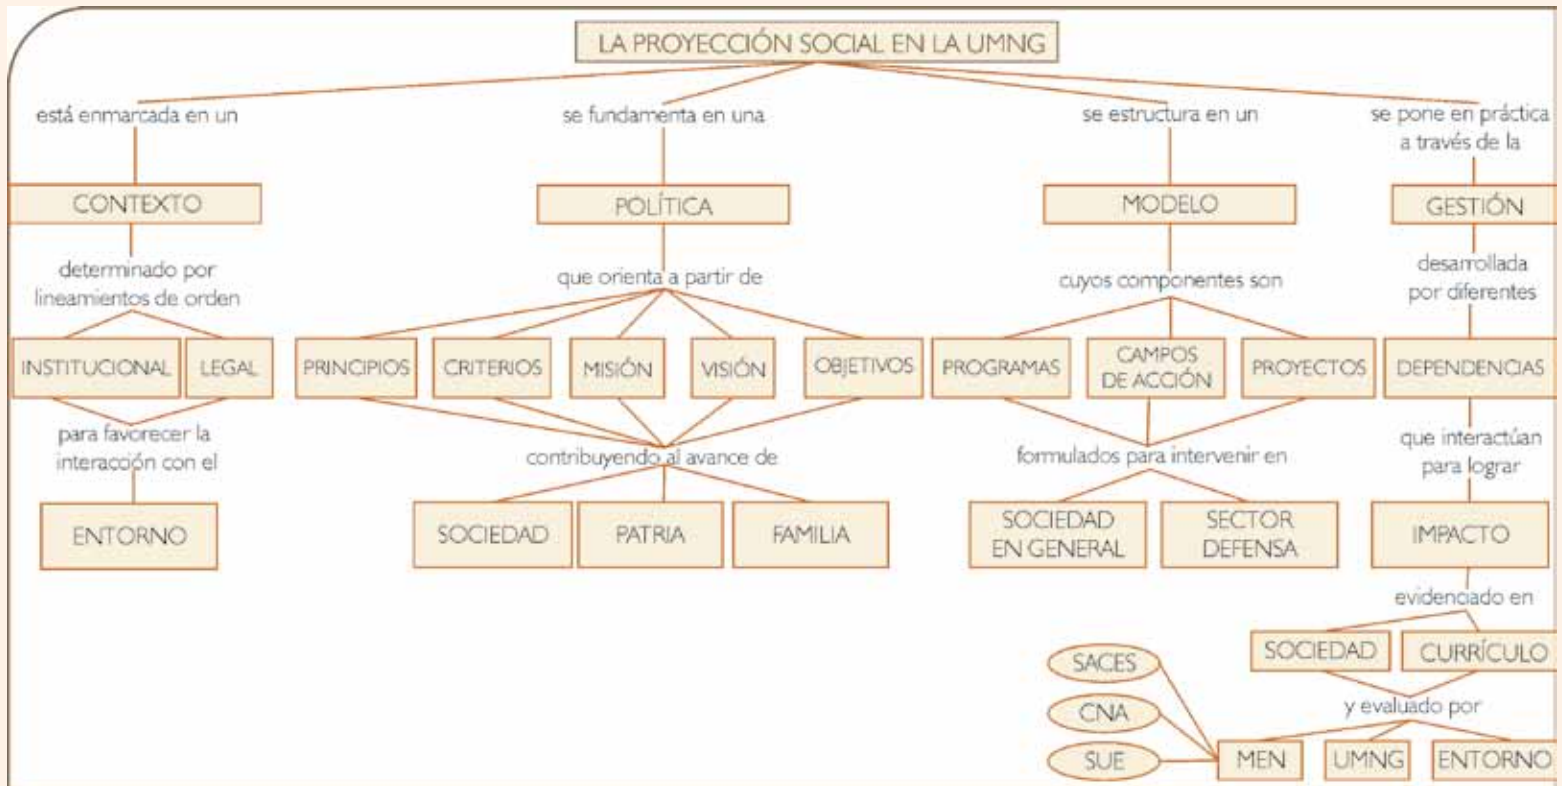 LA PROYECCIÓN SOCIAL EN LA UMNG
está enmarcada en un
CONTEXTO
determinado por
lineamientos de orden
INSTITUCIONAL
LEGAL
para favorecer la
interacción con el
ENTORNO
se fundamenta en una
POLÍTICA
que orienta a partir de
PRINCIPIOS
CRITERIOS
MISIÓN
VISIÓN
OBJETIVOS
contribuyendo al avance de
SOCIEDAD
PATRIA
FAMILIA
se estructura en un
MODELO
cuyos componentes son
PROGRAMAS
CAMPOS
DE ACCIÓN
PROYECTOS
formulados para intervenir en
SOCIEDAD
EN GENERAL
SECTOR
DEFENSA
se pone en práctica
a través de la
GESTIÓN
desarrollada
por diferentes
DEPENDENCIAS
que interactúan
para lograr
IMPACTO
evidenciado en
SOCIEDAD
CURRÍCULO
y evaluado por
MEN
UMNG
ENTORNO
SACES
CNA
SUE